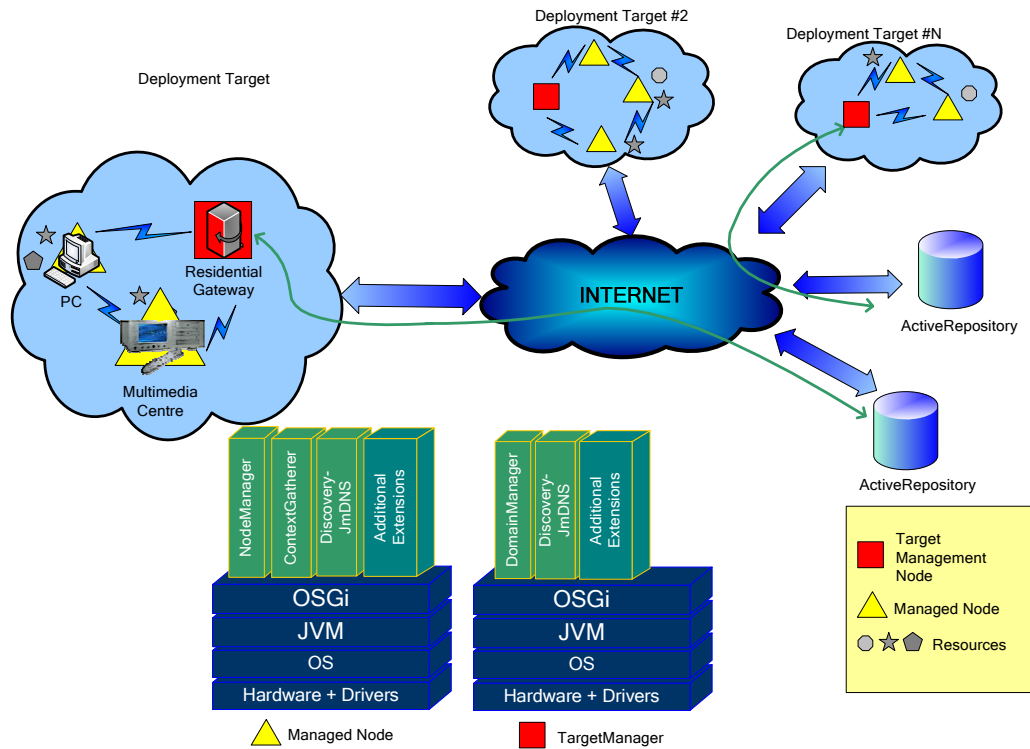 Deployment Target #2
Deployment Target #N
Deployment Target
Residential
Gateway
PC
Multimedia
Centre
INTERNET
ActiveRepository
ActiveRepository
NodeManager
ContextGatherer
Discovery-
JmDNS
Additional
Extensions
OSGi
JVM
OS
Hardware + Drivers
Managed Node
DomainManager
Discovery-
JmDNS
Additional
Extensions
OSGi
JVM
OS
Hardware + Drivers
TargetManager
Target
Management
Node
Managed Node
Resources